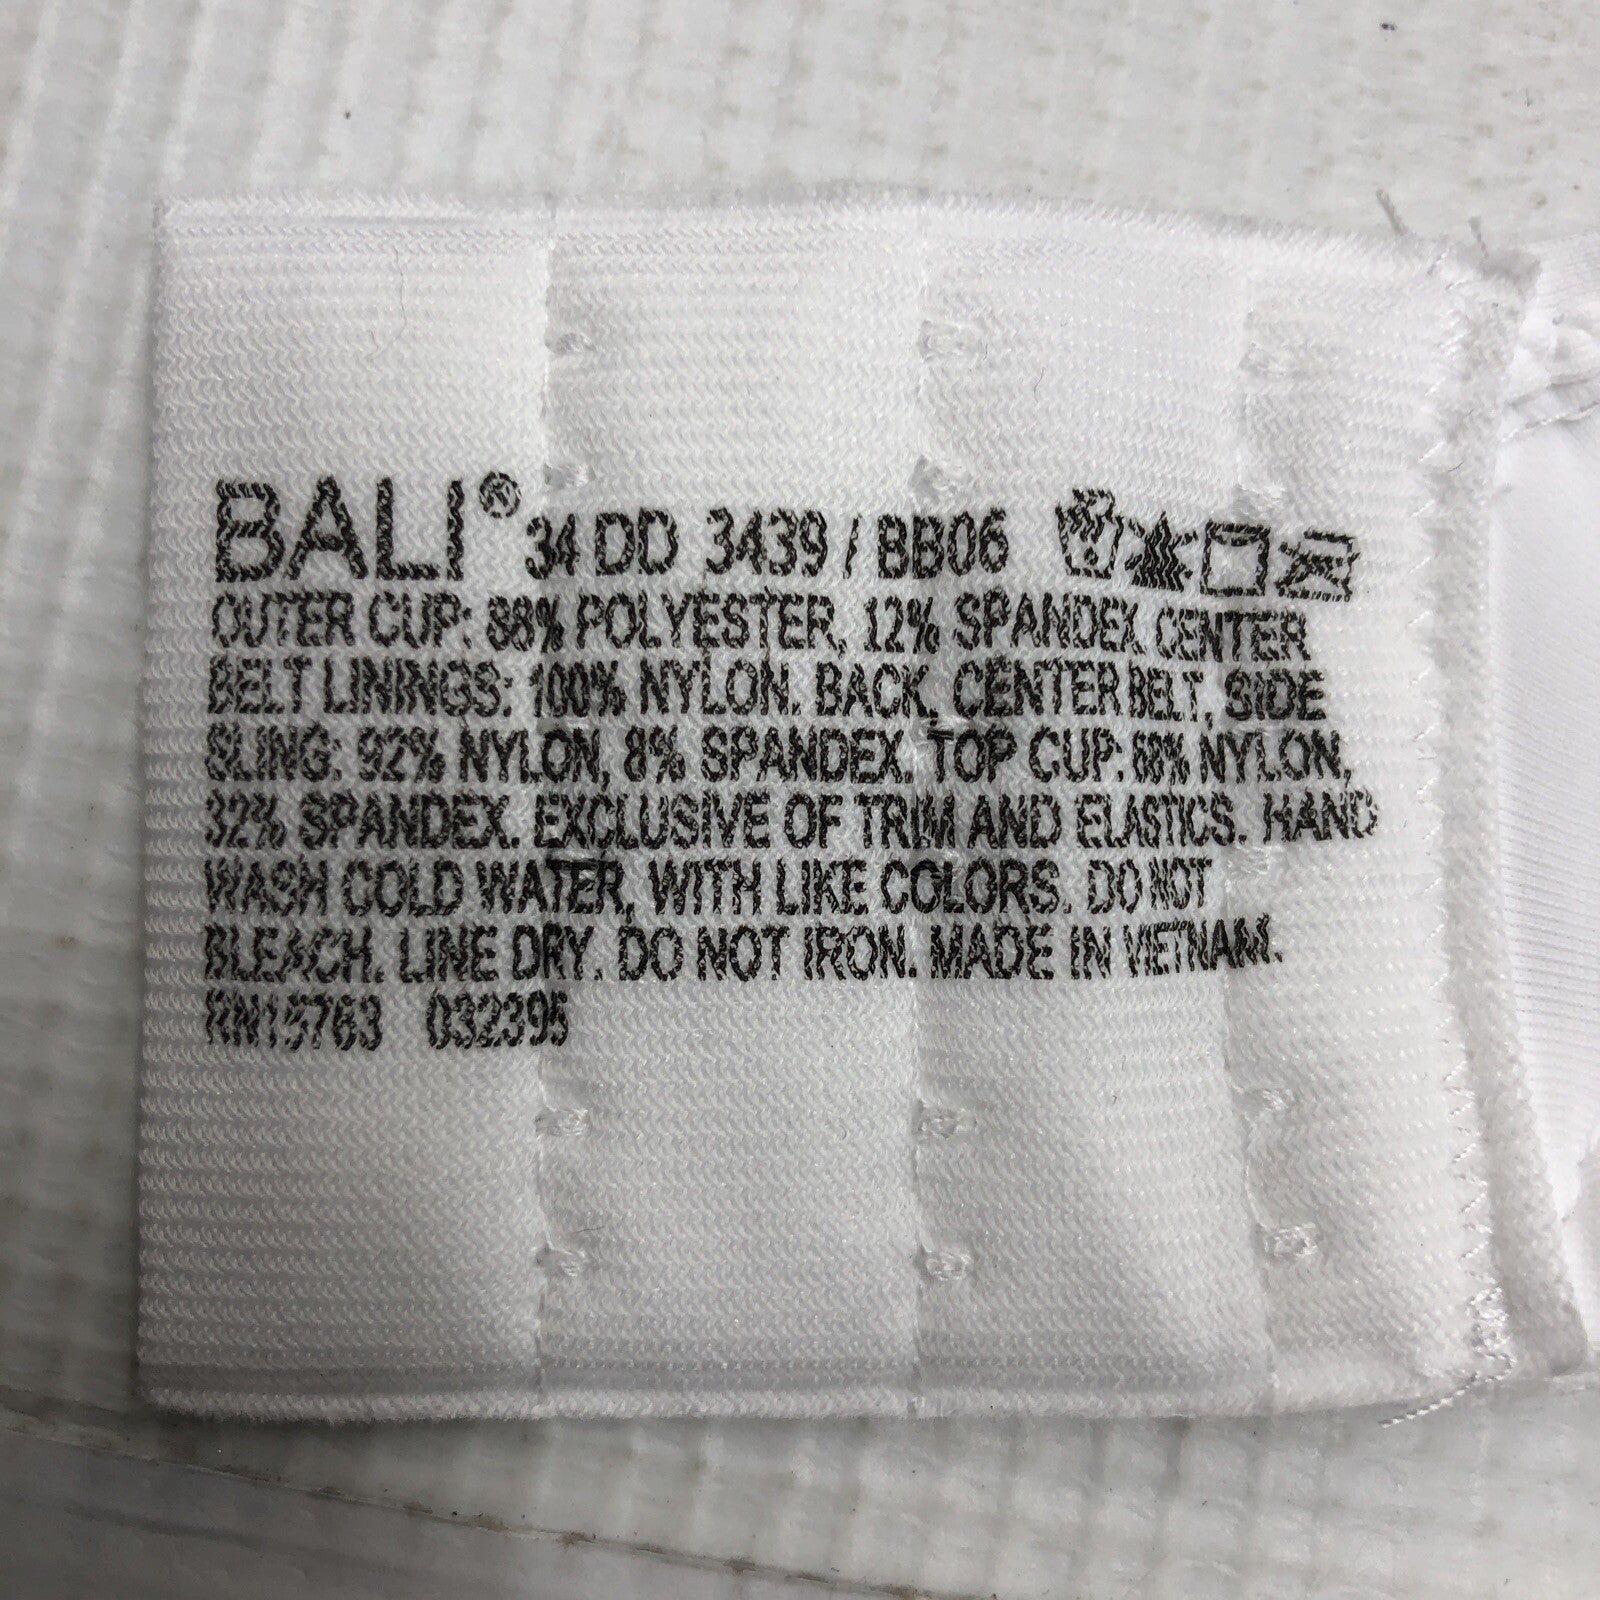 BALI® 34 DD 3439 / BB06
OUTER CUP: 88% POLYESTER, 12% SPANDEX. CENTER
BELT LININGS: 100% NYLON. BACK, CENTER BELT, SIDE
SLING: 92% NYLON, 8% SPANDEX. TOP CUP: 68% NYLON,
32% SPANDEX. EXCLUSIVE OF TRIM AND ELASTICS. HAND
WASH COLD WATER, WITH LIKE COLORS. DO NOT
BLEACH. LINE DRY. DO NOT IRON. MADE IN VIETNAM.
RN15763 032395